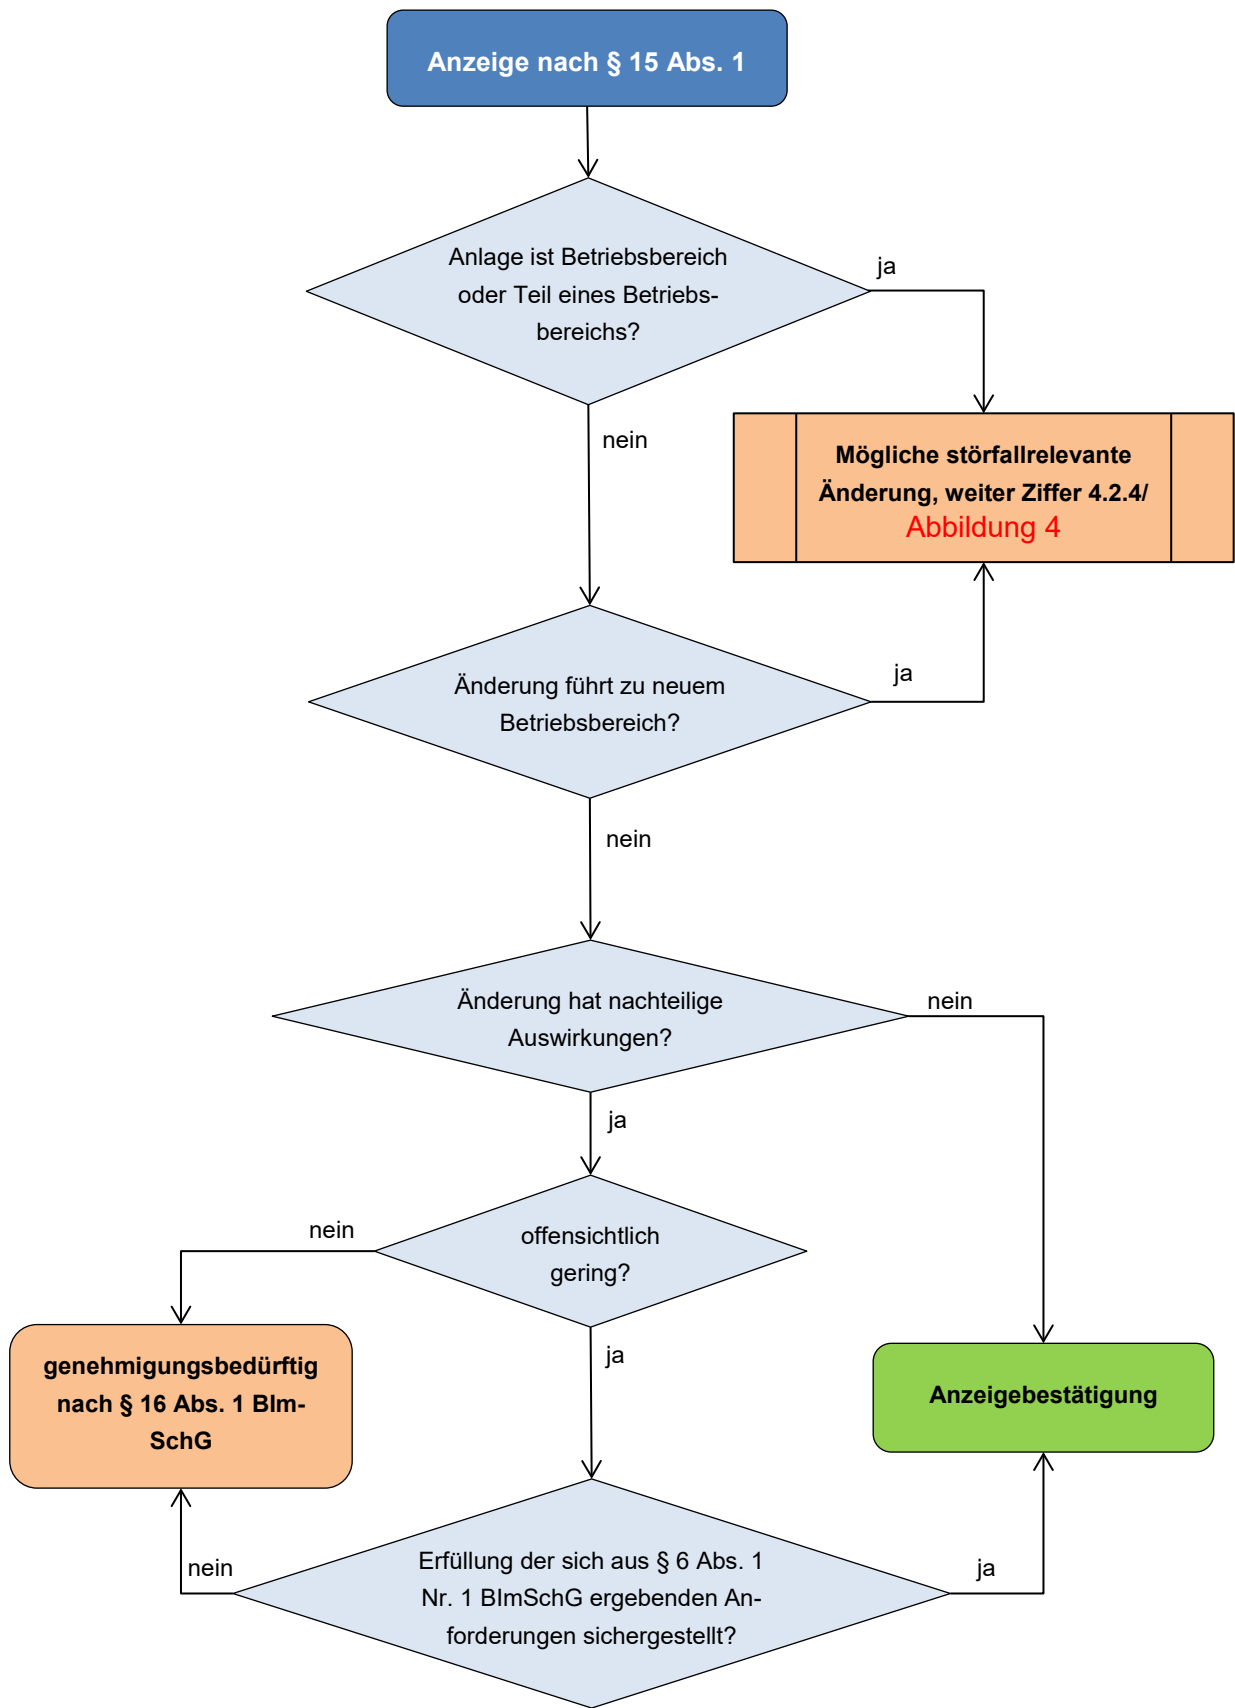 Anzeige nach § 15 Abs. 1
Anlage ist Betriebsbereich
oder Teil eines Betriebs-
bereichs?
ja
nein
Mögliche störfallrelevante
Änderung, weiter Ziffer 4.2.4/
Abbildung 4
Änderung führt zu neuem
Betriebsbereich?
ja
nein
Änderung hat nachteilige
Auswirkungen?
nein
ja
offensichtlich
gering?
nein
ja
genehmigungsbedürftig
nach § 16 Abs. 1 BIm-
SchG
Anzeigebestätigung
Erfüllung der sich aus § 6 Abs. 1
Nr. 1 BImSchG ergebenden An-
forderungen sichergestellt?
nein
ja